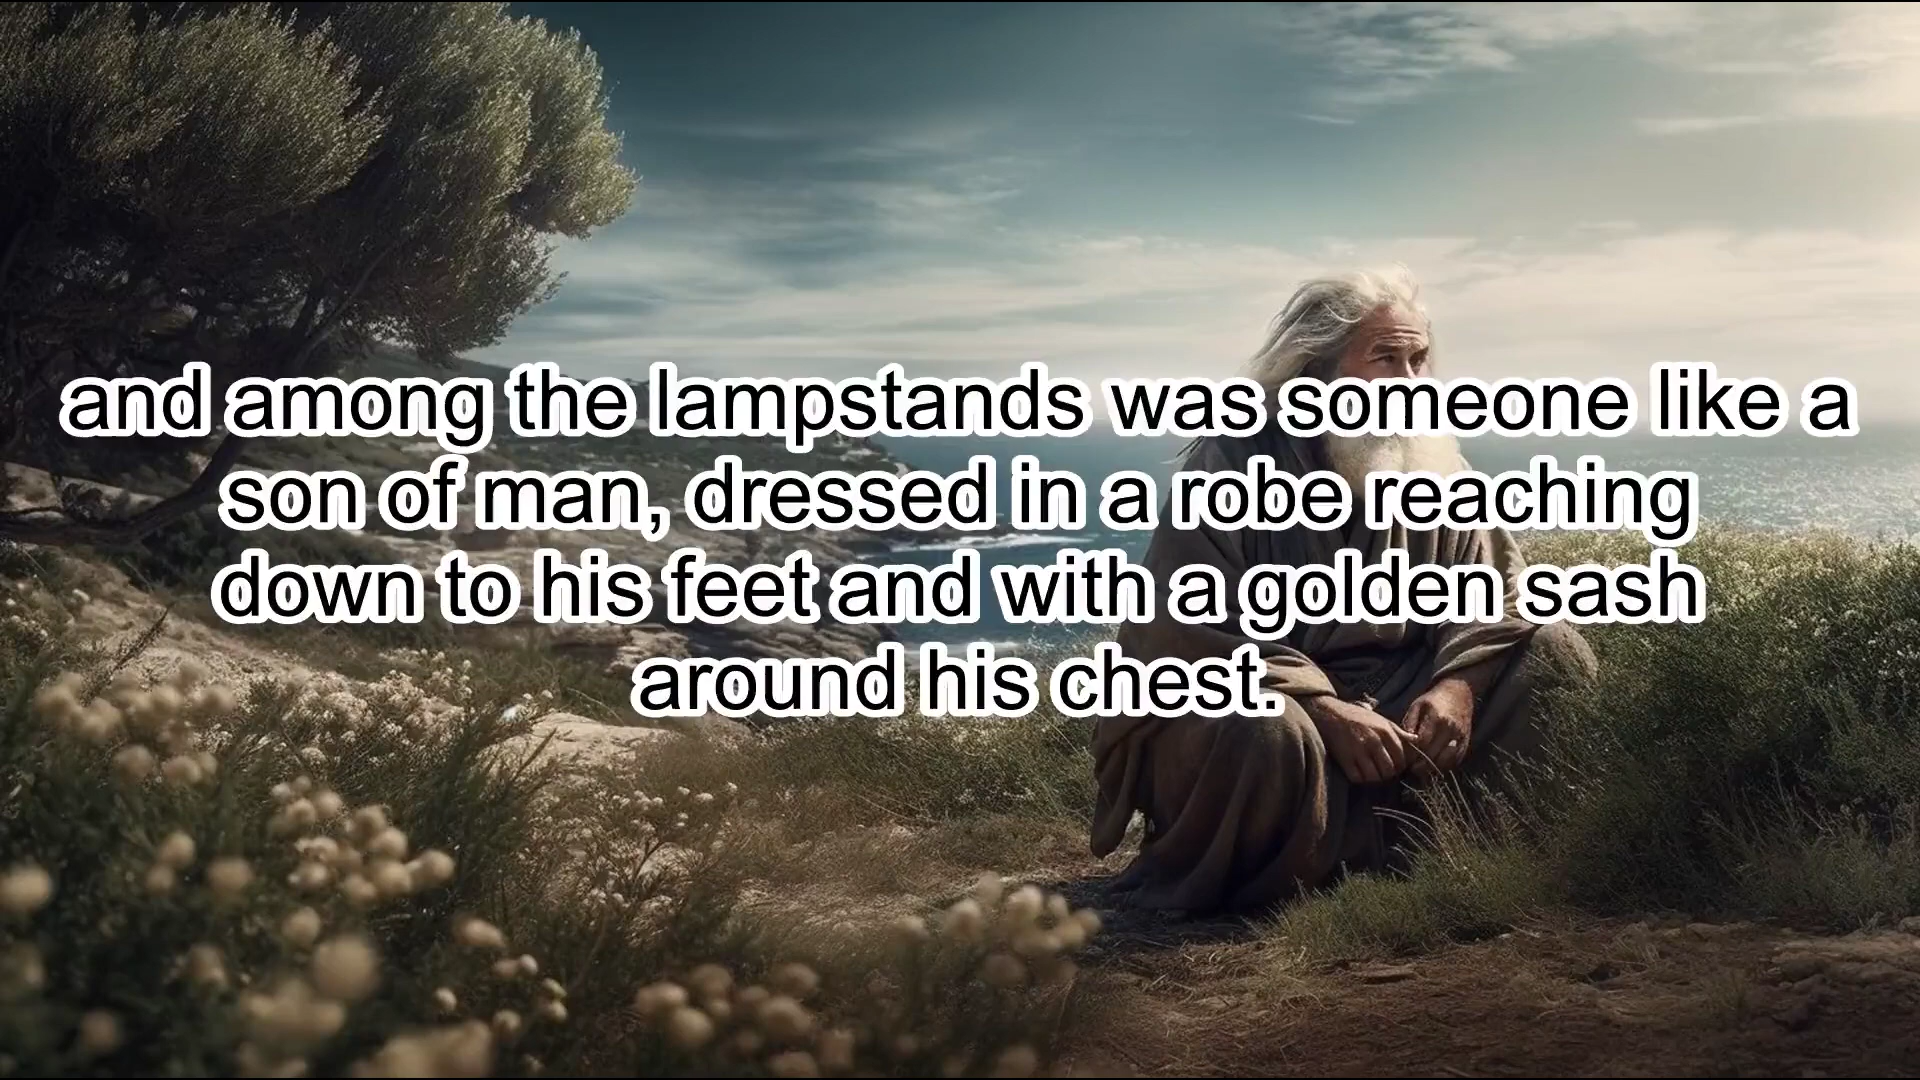 and among the lampstands was someone like a
son of man, dressed in a robe reaching
down to his feet and with a golden sash
around his chest.